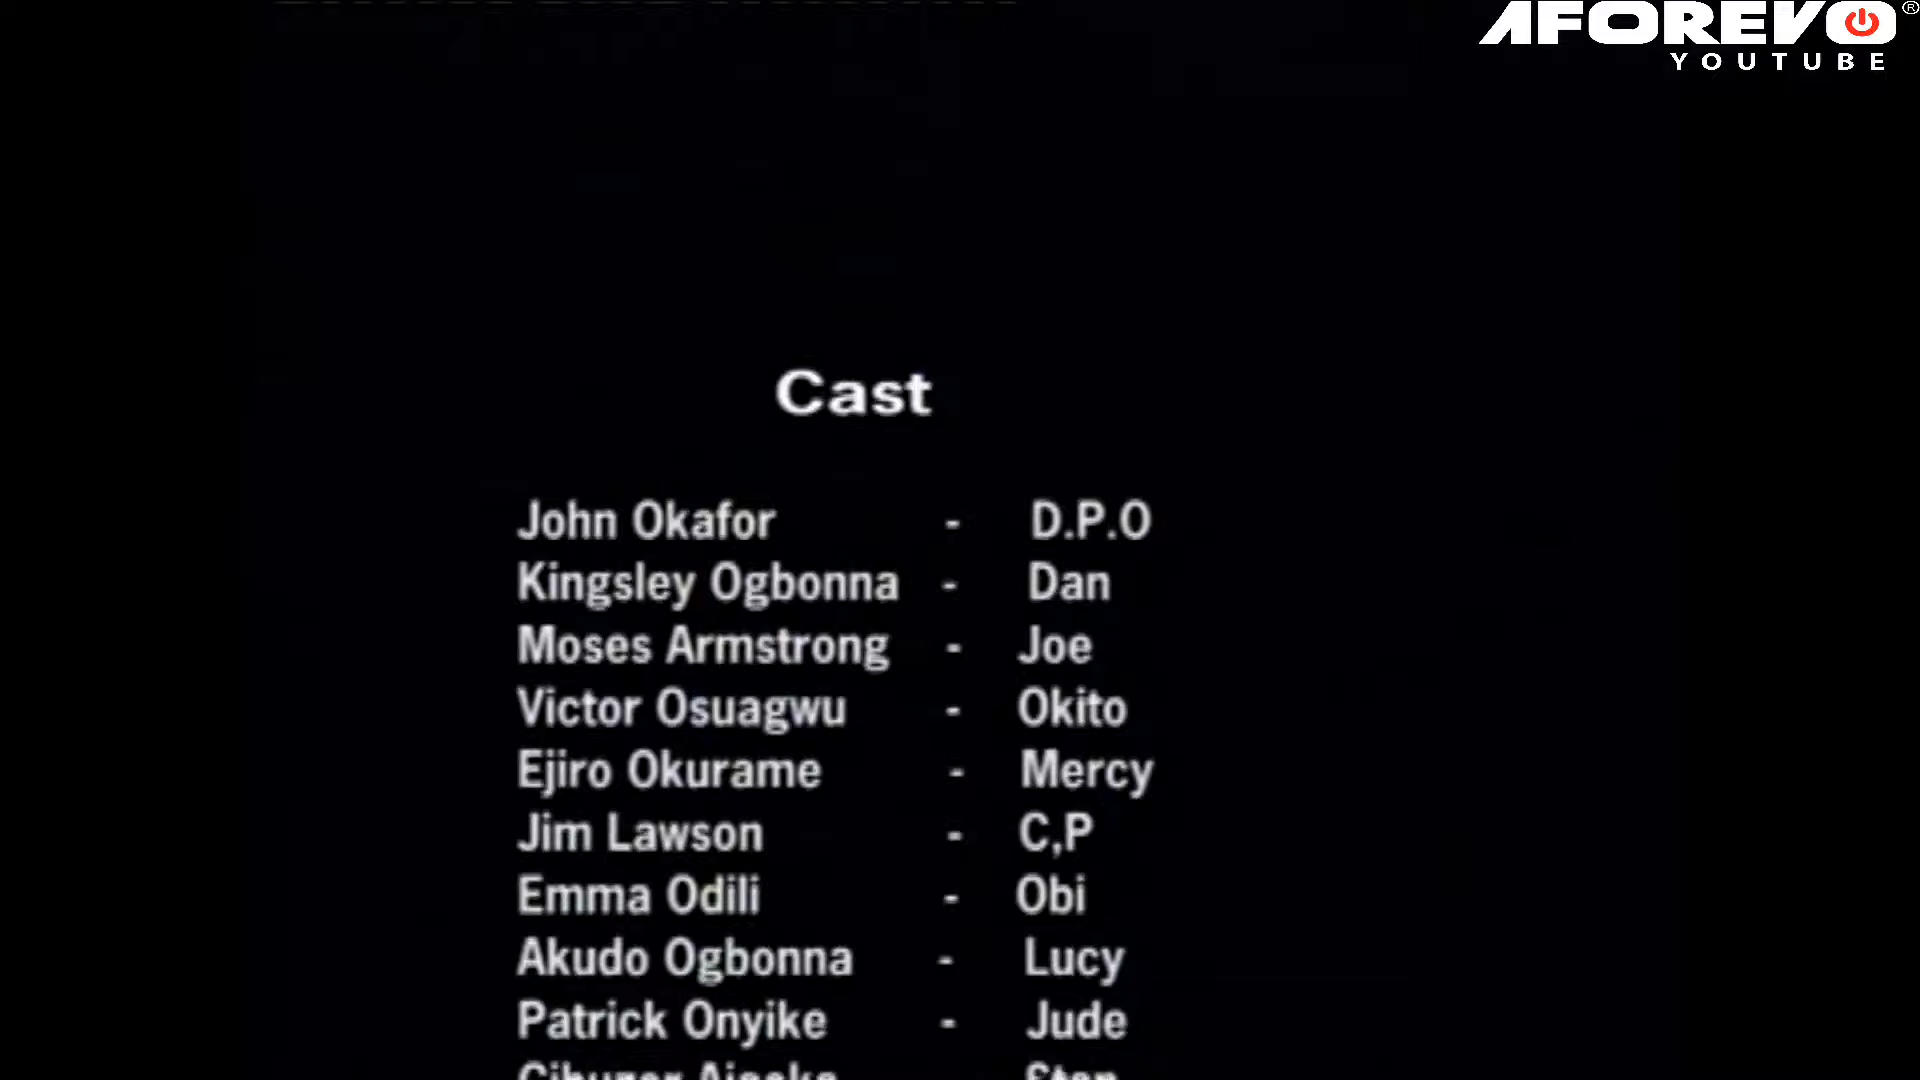 AFOREVO®
YOUTUBE
Cast
John Okafor - D.P.O
Kingsley Ogbonna - Dan
Moses Armstrong - Joe
Victor Osuagwu - Okito
Ejiro Okurame - Mercy
Jim Lawson - C,P
Emma Odili - Obi
Akudo Ogbonna - Lucy
Patrick Onyike - Jude